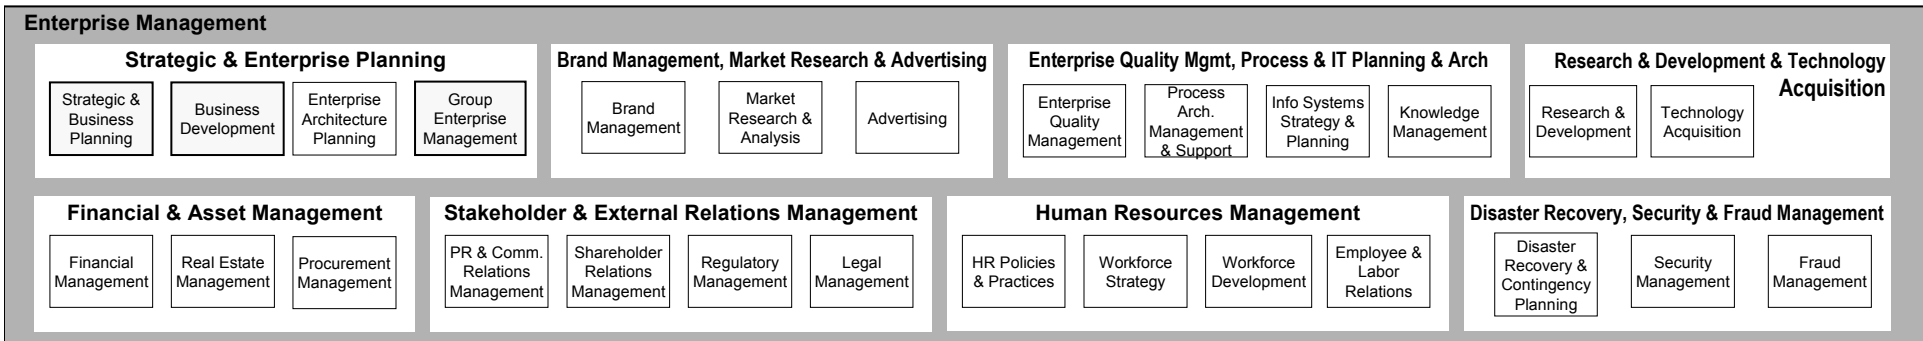 Enterprise Management
Strategic & Enterprise Planning
Strategic &
Business
Planning
Business
Development
Enterprise
Architecture
Planning
Group
Enterprise
Management
Brand Management, Market Research & Advertising
Brand
Management
Market
Research &
Analysis
Advertising
Enterprise Quality Mgmt, Process & IT Planning & Arch
Enterprise
Quality
Management
Process
Arch.
Management
& Support
Info Systems
Strategy &
Planning
Knowledge
Management
Research & Development & Technology
Acquisition
Research &
Development
Technology
Acquisition
Financial & Asset Management
Financial
Management
Real Estate
Management
Procurement
Management
Stakeholder & External Relations Management
PR & Comm.
Relations
Management
Shareholder
Relations
Management
Regulatory
Management
Legal
Management
Human Resources Management
HR Policies
& Practices
Workforce
Strategy
Workforce
Development
Employee &
Labor
Relations
Disaster Recovery, Security & Fraud Management
Disaster
Recovery &
Contingency
Planning
Security
Management
Fraud
Management